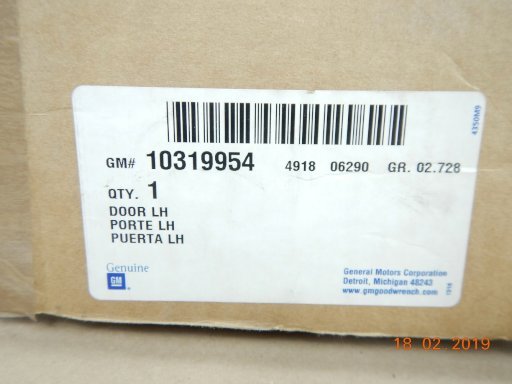 4350M9
GM# 10319954 4918 06290 GR. 02.728
QTY. 1
DOOR LH
PORTE LH
PUERTA LH
Genuine
GM
General Motors Corporation
Detroit, Michigan 48243
www.gmgoodwrench.com
18 02 2019